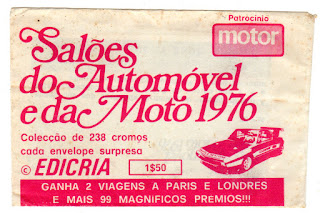 Patrocínio
motor
Salões
do Automóvel
e da Moto 1976
Colecção de 238 cromos
cada envelope surpresa
© EDICRIA
1$50
GANHA 2 VIAGENS A PARIS E LONDRES
E MAIS 99 MAGNIFICOS PREMIOS!!!